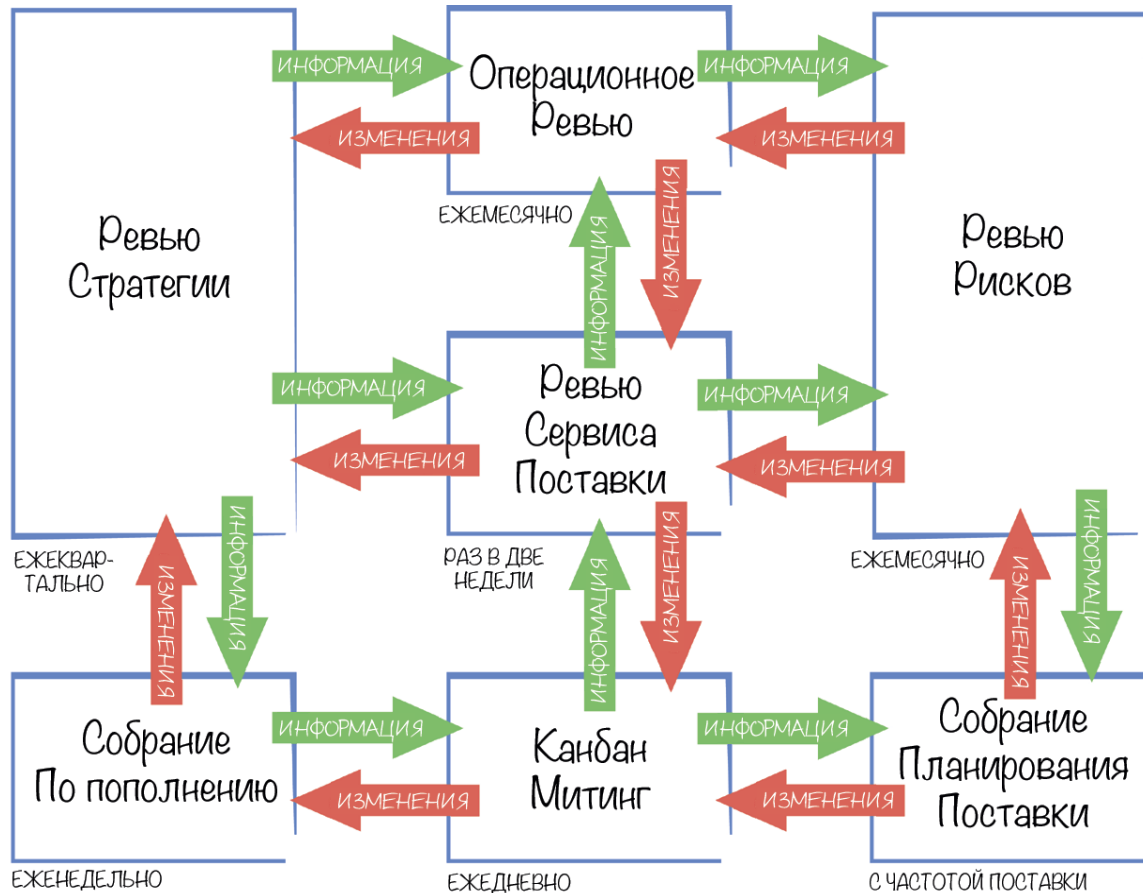 ИНФОРМАЦИЯ
Операционное
Ревью
ИНФОРМАЦИЯ
ИЗМЕНЕНИЯ
ИЗМЕНЕНИЯ
ЕЖЕМЕСЯЧНО
Ревью
Стратегии
ИНФОРМАЦИЯ
ИЗМЕНЕНИЯ
Ревью
Рисков
ИНФОРМАЦИЯ
Ревью
Сервиса
Поставки
ИНФОРМАЦИЯ
ИЗМЕНЕНИЯ
ИЗМЕНЕНИЯ
ЕЖЕКВАР-
ТАЛЬНО
РАЗ В ДВЕ
НЕДЕЛИ
ЕЖЕМЕСЯЧНО
ИЗМЕНЕНИЯ
ИНФОРМАЦИЯ
ИНФОРМАЦИЯ
ИЗМЕНЕНИЯ
ИЗМЕНЕНИЯ
ИНФОРМАЦИЯ
Собрание
По пополнению
ИНФОРМАЦИЯ
ИЗМЕНЕНИЯ
Канбан
Митинг
ИНФОРМАЦИЯ
ИЗМЕНЕНИЯ
Собрание
Планирования
Поставки
ЕЖЕНЕДЕЛЬНО
ЕЖЕДНЕВНО
С ЧАСТОТОЙ ПОСТАВКИ